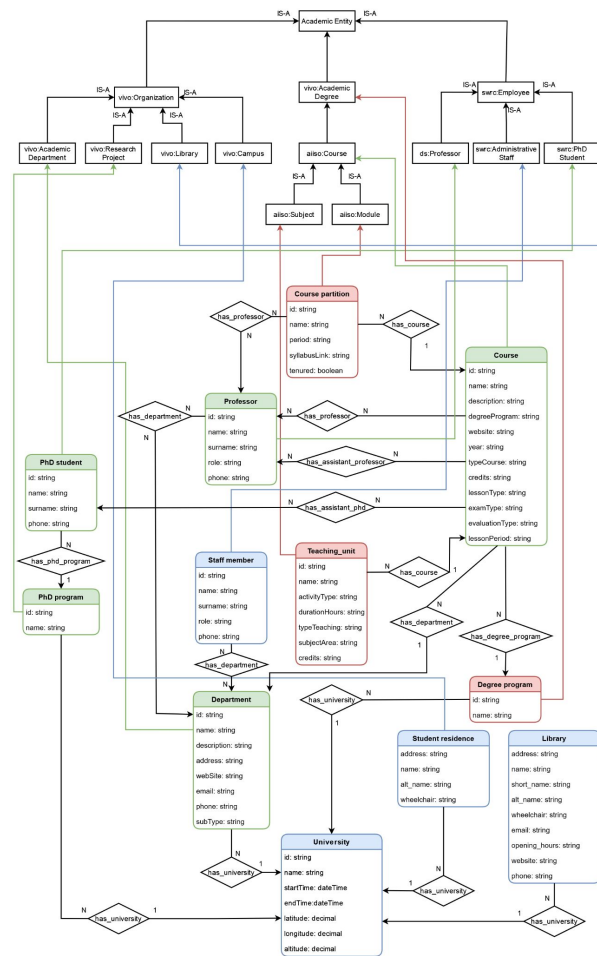 IS-A
Academic Entity
IS-A
IS-A
vivo:Organization
vivo:Academic
Degree
swrc:Employee
IS-A
IS-A
IS-A
IS-A
IS-A
IS-A
IS-A
IS-A
vivo:Academic
Department
vivo:Research
Project
vivo:Library
vivo:Campus
aiiso:Course
ds:Professor
swrc:Administrative
Staff
swrc:PhD
Student
IS-A
IS-A
aiiso:Subject
aiiso:Module
Course partition
id: string
name: string
period: string
syllabusLink: string
tenured: boolean
N
has_professor
N
N
has_course
1
Course
id: string
name: string
description: string
degreeProgram: string
website: string
year: string
typeCourse: string
credits: string
lessonType: string
examType: string
evaluationType: string
lessonPeriod: string
Professor
id: string
name: string
surname: string
role: string
phone: string
N
has_department
N
N
has_professor
N
N
has_assistant_professor
N
PhD student
id: string
name: string
surname: string
phone: string
N
has_assistant_phd
N
N
has_phd_program
1
PhD program
id: string
name: string
Staff member
id: string
name: string
surname: string
role: string
phone: string
N
has_department
N
Teaching_unit
id: string
name: string
activityType: string
durationHours: string
typeTeaching: string
subjectArea: string
credits: string
N
has_course
1
N
has_department
1
N
has_degree_program
1
Degree program
id: string
name: string
N
has_university
1
Department
id: string
name: string
description: string
address: string
webSite: string
email: string
phone: string
subType: string
Student residence
address: string
name: string
alt_name: string
wheelchair: string
Library
address: string
name: string
short_name: string
alt_name: string
wheelchair: string
email: string
opening_hours: string
website: string
phone: string
University
id: string
name: string
startTime: dateTime
endTime:dateTime
latitude: decimal
longitude: decimal
altitude: decimal
N
has_university
1
N
has_university
1
N
has_university
1
N
has_university
1